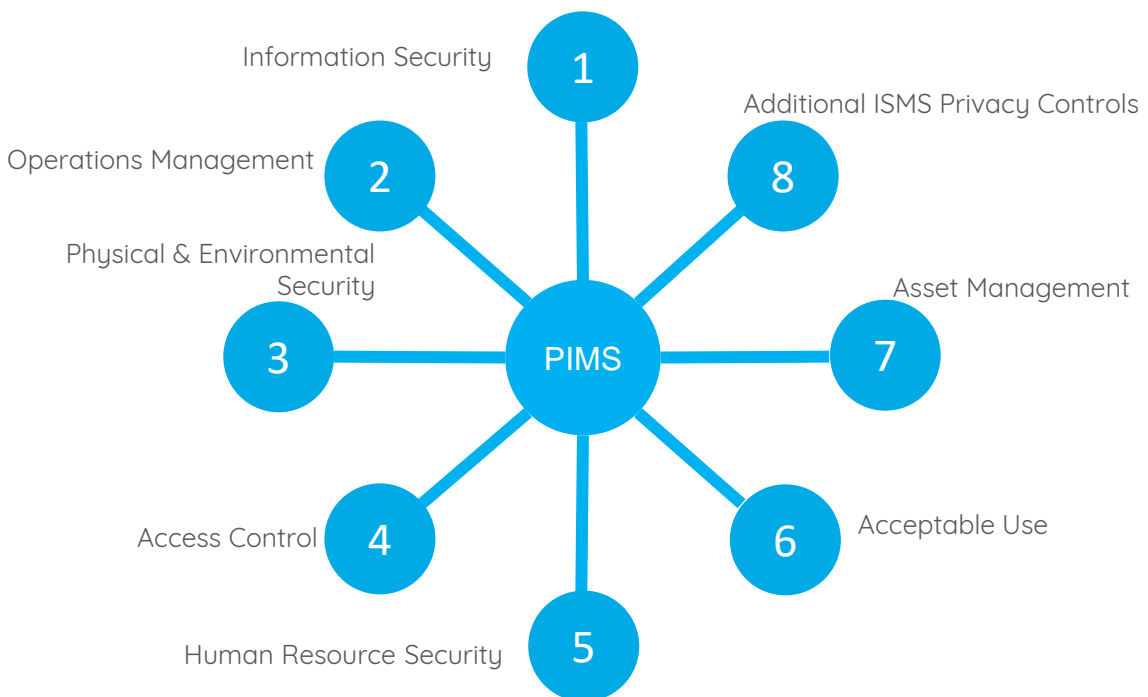 Information Security
1
Additional ISMS Privacy Controls
8
Operations Management
2
Physical & Environmental
Security
3
Asset Management
7
PIMS
Access Control
4
Acceptable Use
6
Human Resource Security
5